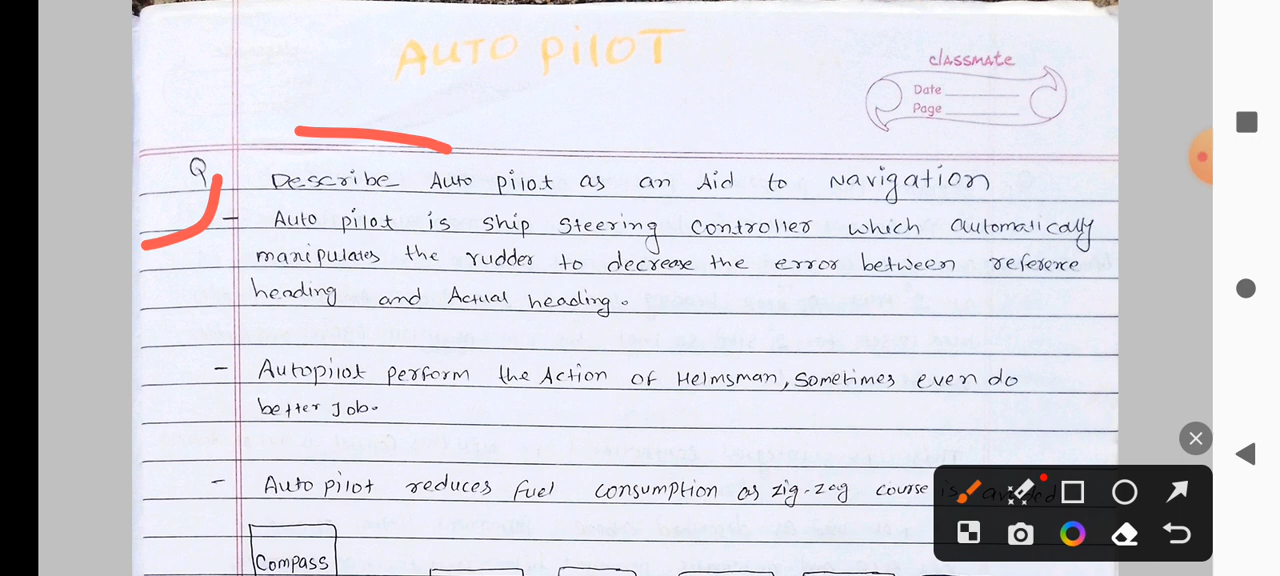 AUTO PILOT
classmate
Date
Page
Q Describe Auto pilot as an Aid to Navigation
- Auto pilot is ship steering controller which automatically
manipulates the rudder to decrease the error between reference
heading and Actual heading.
- Autopilot perform the Action of Helmsman, sometimes even do
better Job.
- Auto pilot reduces fuel consumption as zig-zag course is avoided
Compass